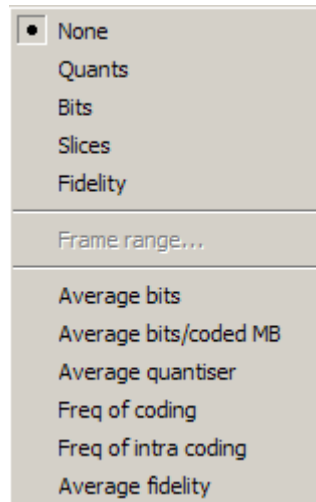 None
Quants
Bits
Slices
Fidelity
Frame range...
Average bits
Average bits/coded MB
Average quantiser
Freq of coding
Freq of intra coding
Average fidelity